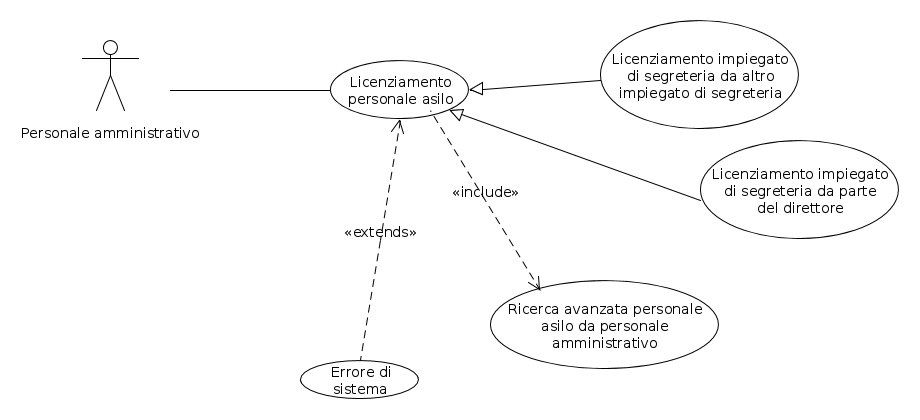 Personale amministrativo
Licenziamento
personale asilo
Licenziamento impiegato
di segreteria da altro
impiegato di segreteria
Licenziamento impiegato
di segreteria da parte
del direttore
«include»
«extends»
Ricerca avanzata personale
asilo da personale
amministrativo
Errore di
sistema